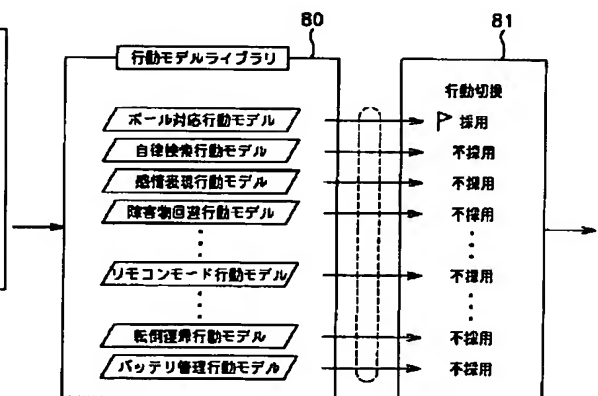 80
81
行動モデルライブラリ
行動切換
ボール対応行動モデル
採用
自律検索行動モデル
不採用
感情表現行動モデル
不採用
障害物回避行動モデル
不採用
リモコンモード行動モデル
不採用
転倒復帰行動モデル
不採用
バッテリ管理行動モデル
不採用